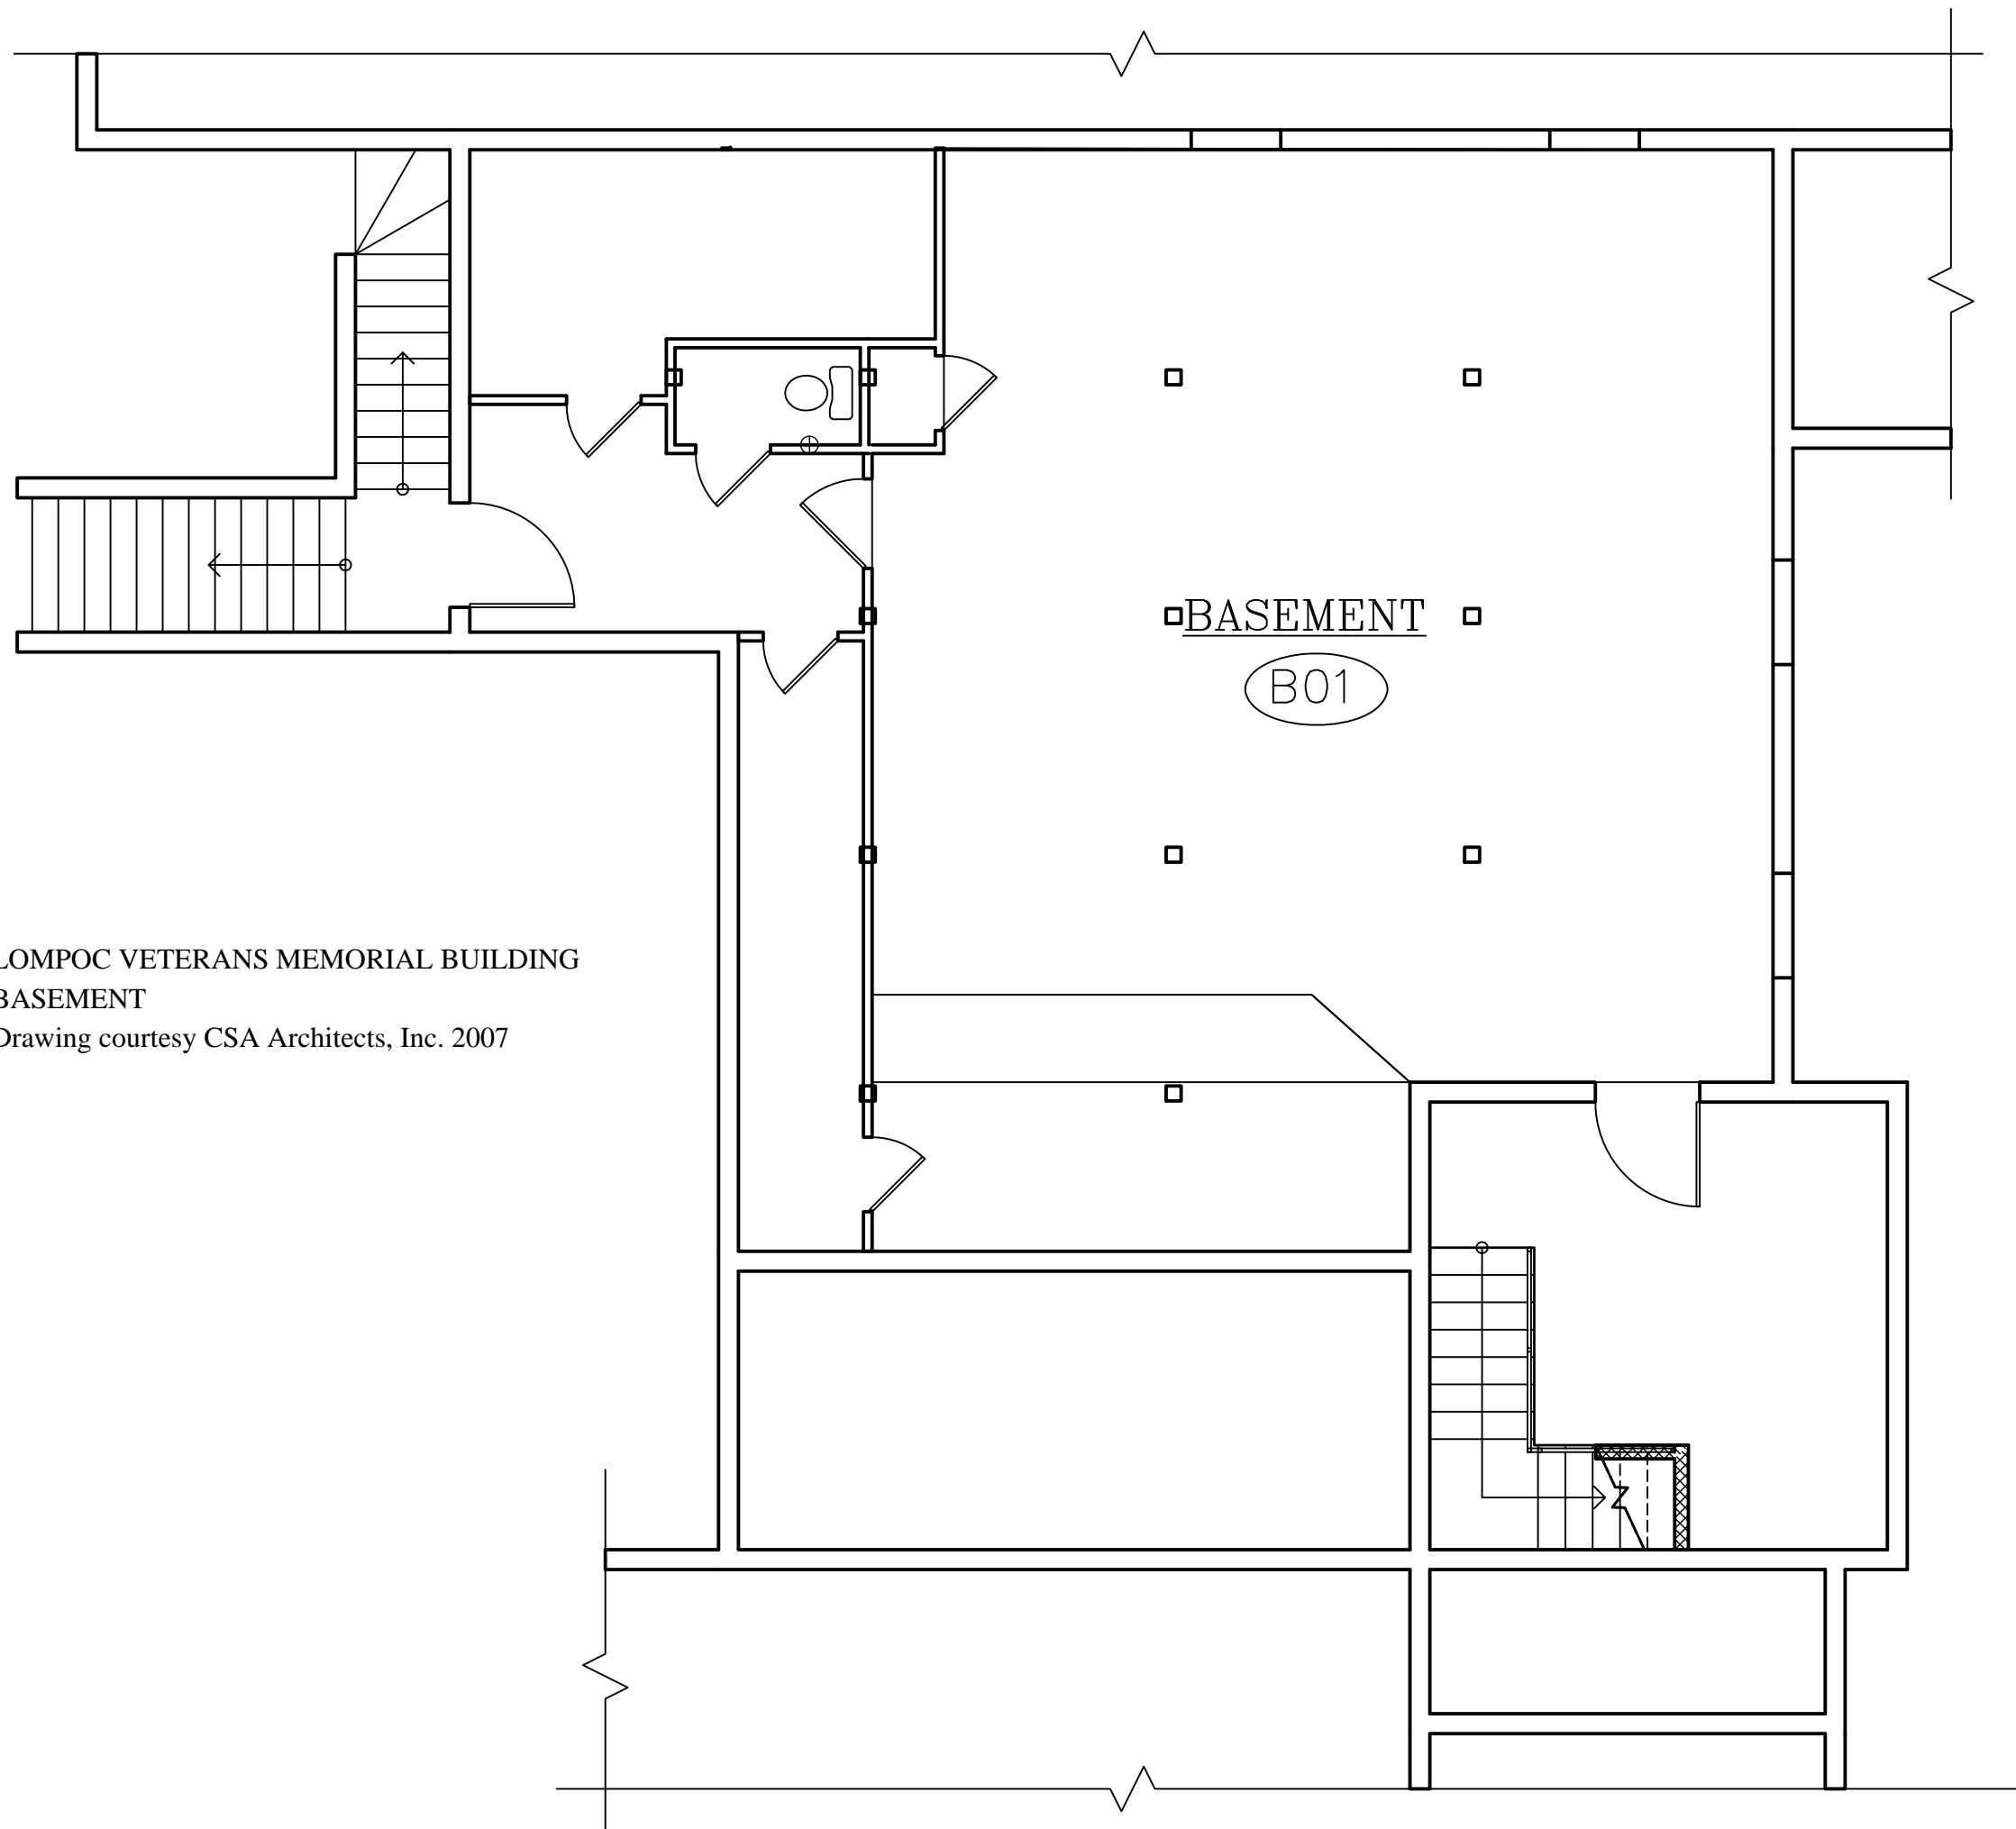 BASEMENT
B01
LOMPOC VETERANS MEMORIAL BUILDING
BASEMENT
Drawing courtesy CSA Architects, Inc. 2007